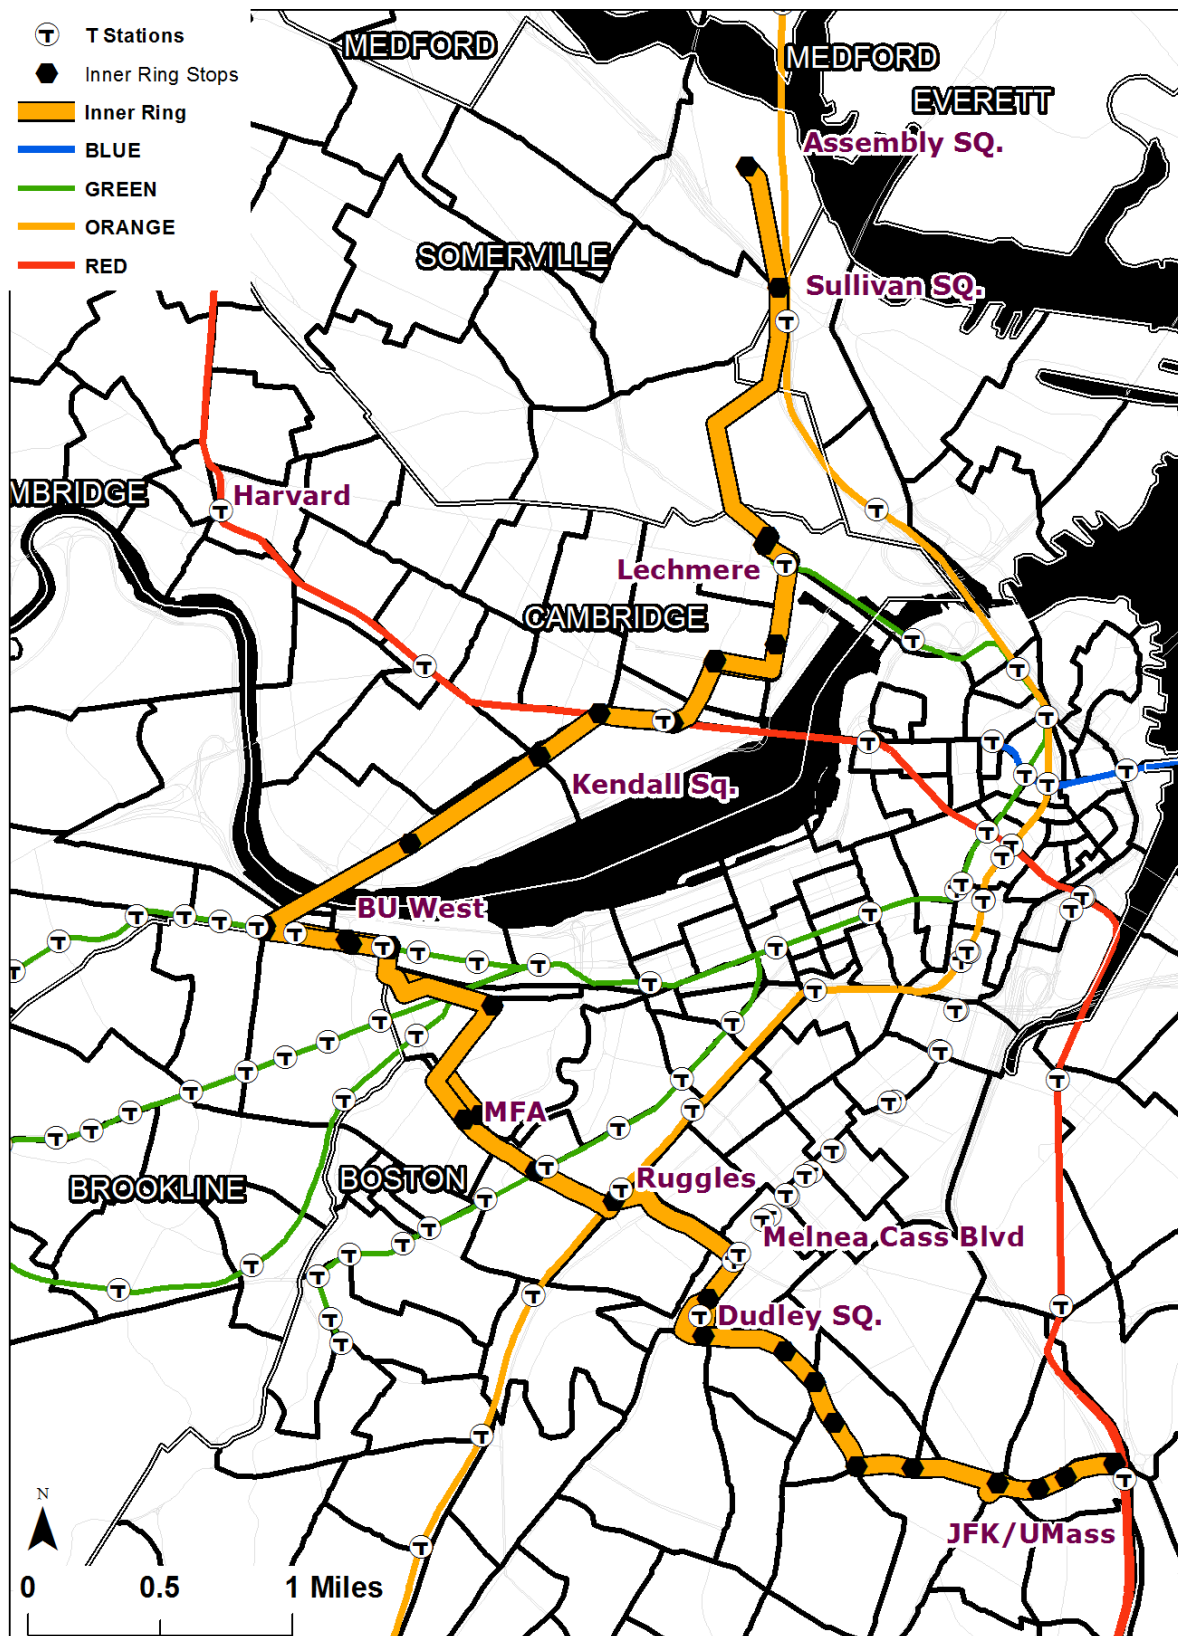 T Stations
Inner Ring Stops
Inner Ring
BLUE
GREEN
ORANGE
RED
MEDFORD
MEDFORD
EVERETT
Assembly SQ.
SOMERVILLE
Sullivan SQ.
MBRIDGE
Harvard
Lechmere
CAMBRIDGE
Kendall Sq.
BU West
MFA
BROOKLINE
BOSTON
Ruggles
Melnea Cass Blvd
Dudley SQ.
JFK/UMass
N
0 0.5 1 Miles